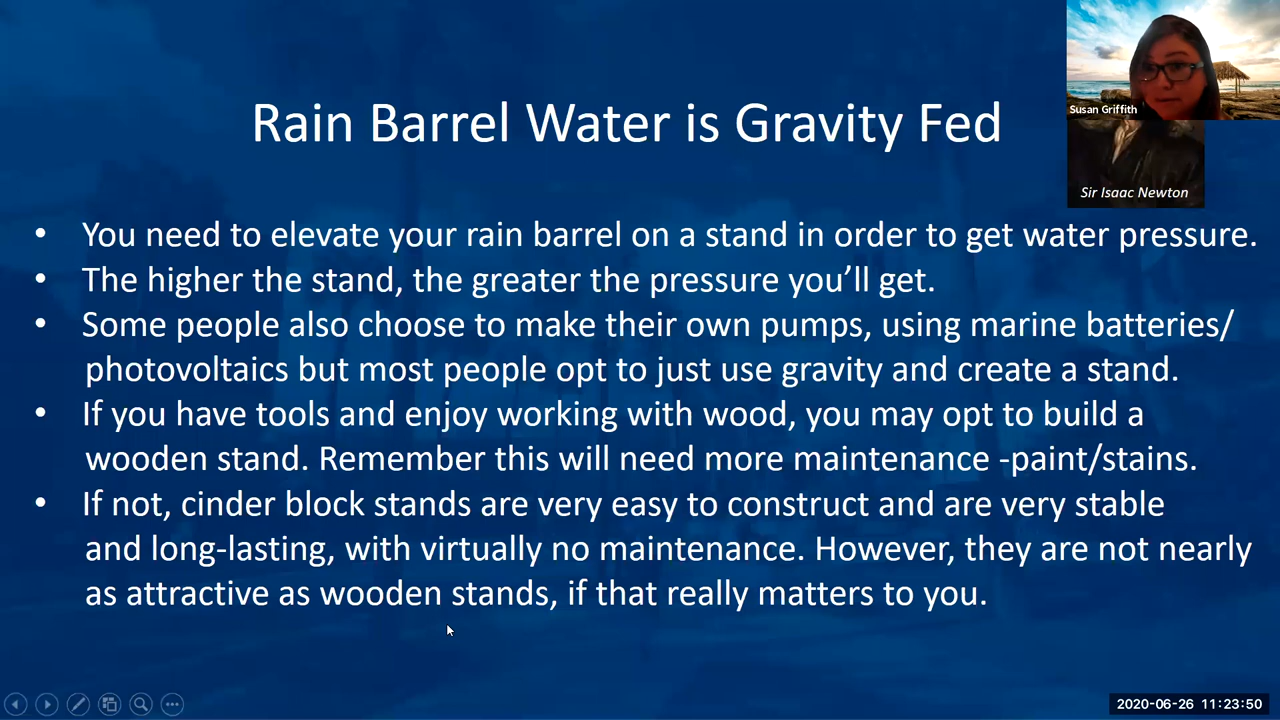 Rain Barrel Water is Gravity Fed
Susan Griffith
Sir Isaac Newton
• You need to elevate your rain barrel on a stand in order to get water pressure.
• The higher the stand, the greater the pressure you’ll get.
• Some people also choose to make their own pumps, using marine batteries/
photovoltaics but most people opt to just use gravity and create a stand.
• If you have tools and enjoy working with wood, you may opt to build a
wooden stand. Remember this will need more maintenance -paint/stains.
• If not, cinder block stands are very easy to construct and are very stable
and long-lasting, with virtually no maintenance. However, they are not nearly
as attractive as wooden stands, if that really matters to you.
2020-06-26 11:23:50